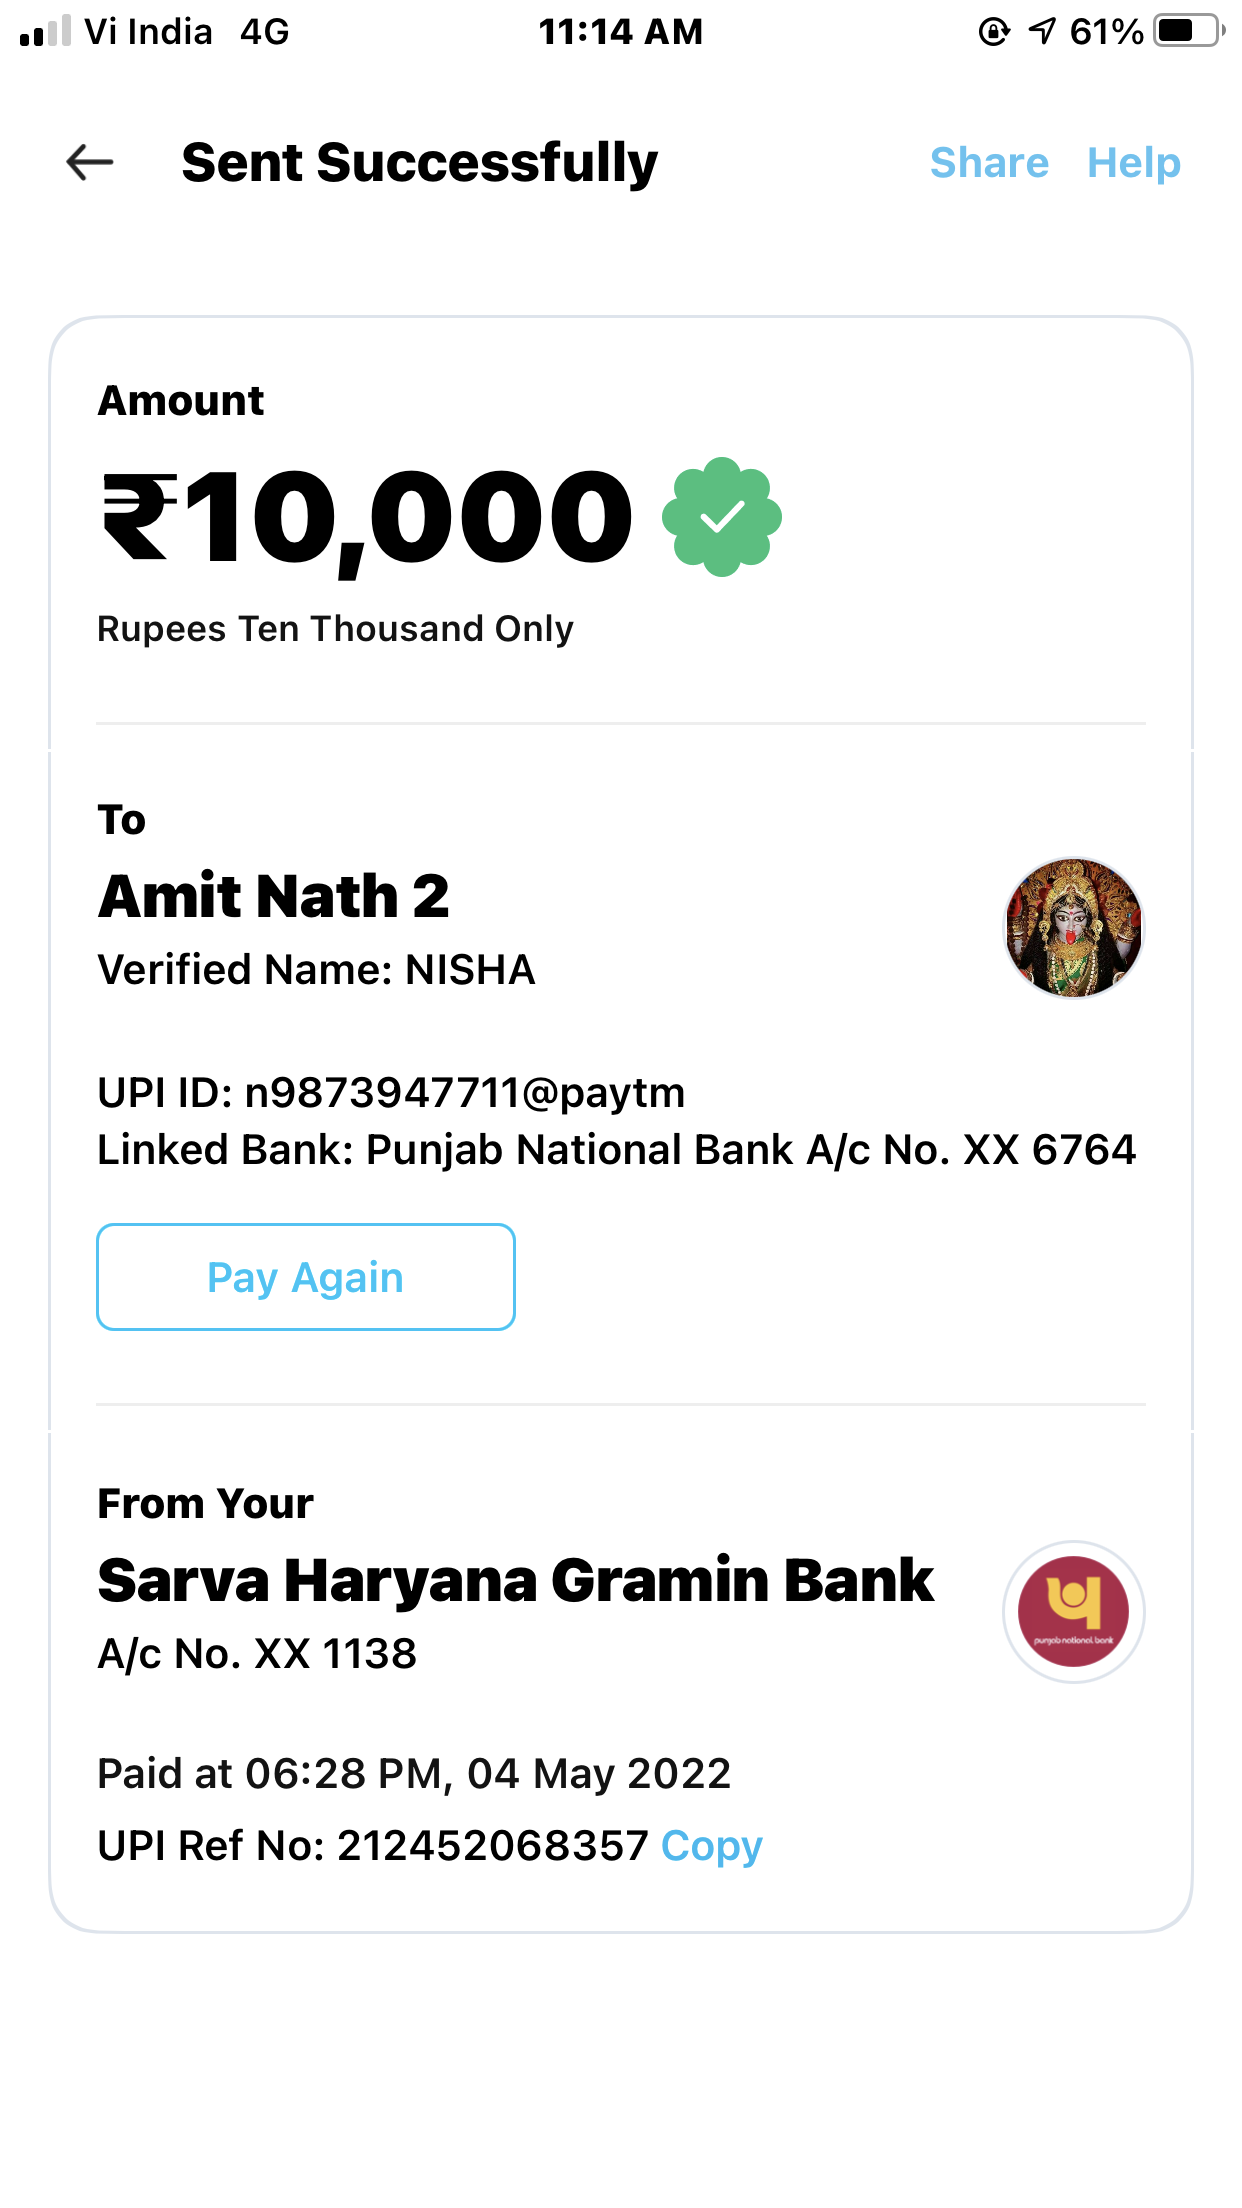 Vi India 4G 11:14 AM 61%
Sent Successfully Share Help
Amount
₹10,000
Rupees Ten Thousand Only
To
Amit Nath 2
Verified Name: NISHA
UPI ID: n9873947711@paytm
Linked Bank: Punjab National Bank A/c No. XX 6764
Pay Again
From Your
Sarva Haryana Gramin Bank
punjab national bank
A/c No. XX 1138
Paid at 06:28 PM, 04 May 2022
UPI Ref No: 212452068357 Copy